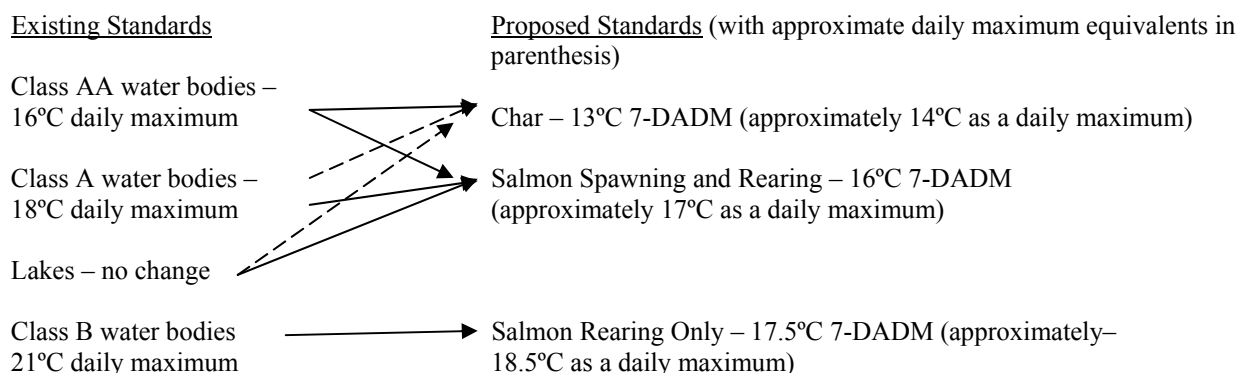 Existing Standards
Proposed Standards (with approximate daily maximum equivalents in
parenthesis)
Class AA water bodies –
16ºC daily maximum
Char – 13ºC 7-DADM (approximately 14ºC as a daily maximum)
Class A water bodies –
18ºC daily maximum
Salmon Spawning and Rearing – 16ºC 7-DADM
(approximately 17ºC as a daily maximum)
Lakes – no change
Class B water bodies
21ºC daily maximum
Salmon Rearing Only – 17.5ºC 7-DADM (approximately–
18.5ºC as a daily maximum)